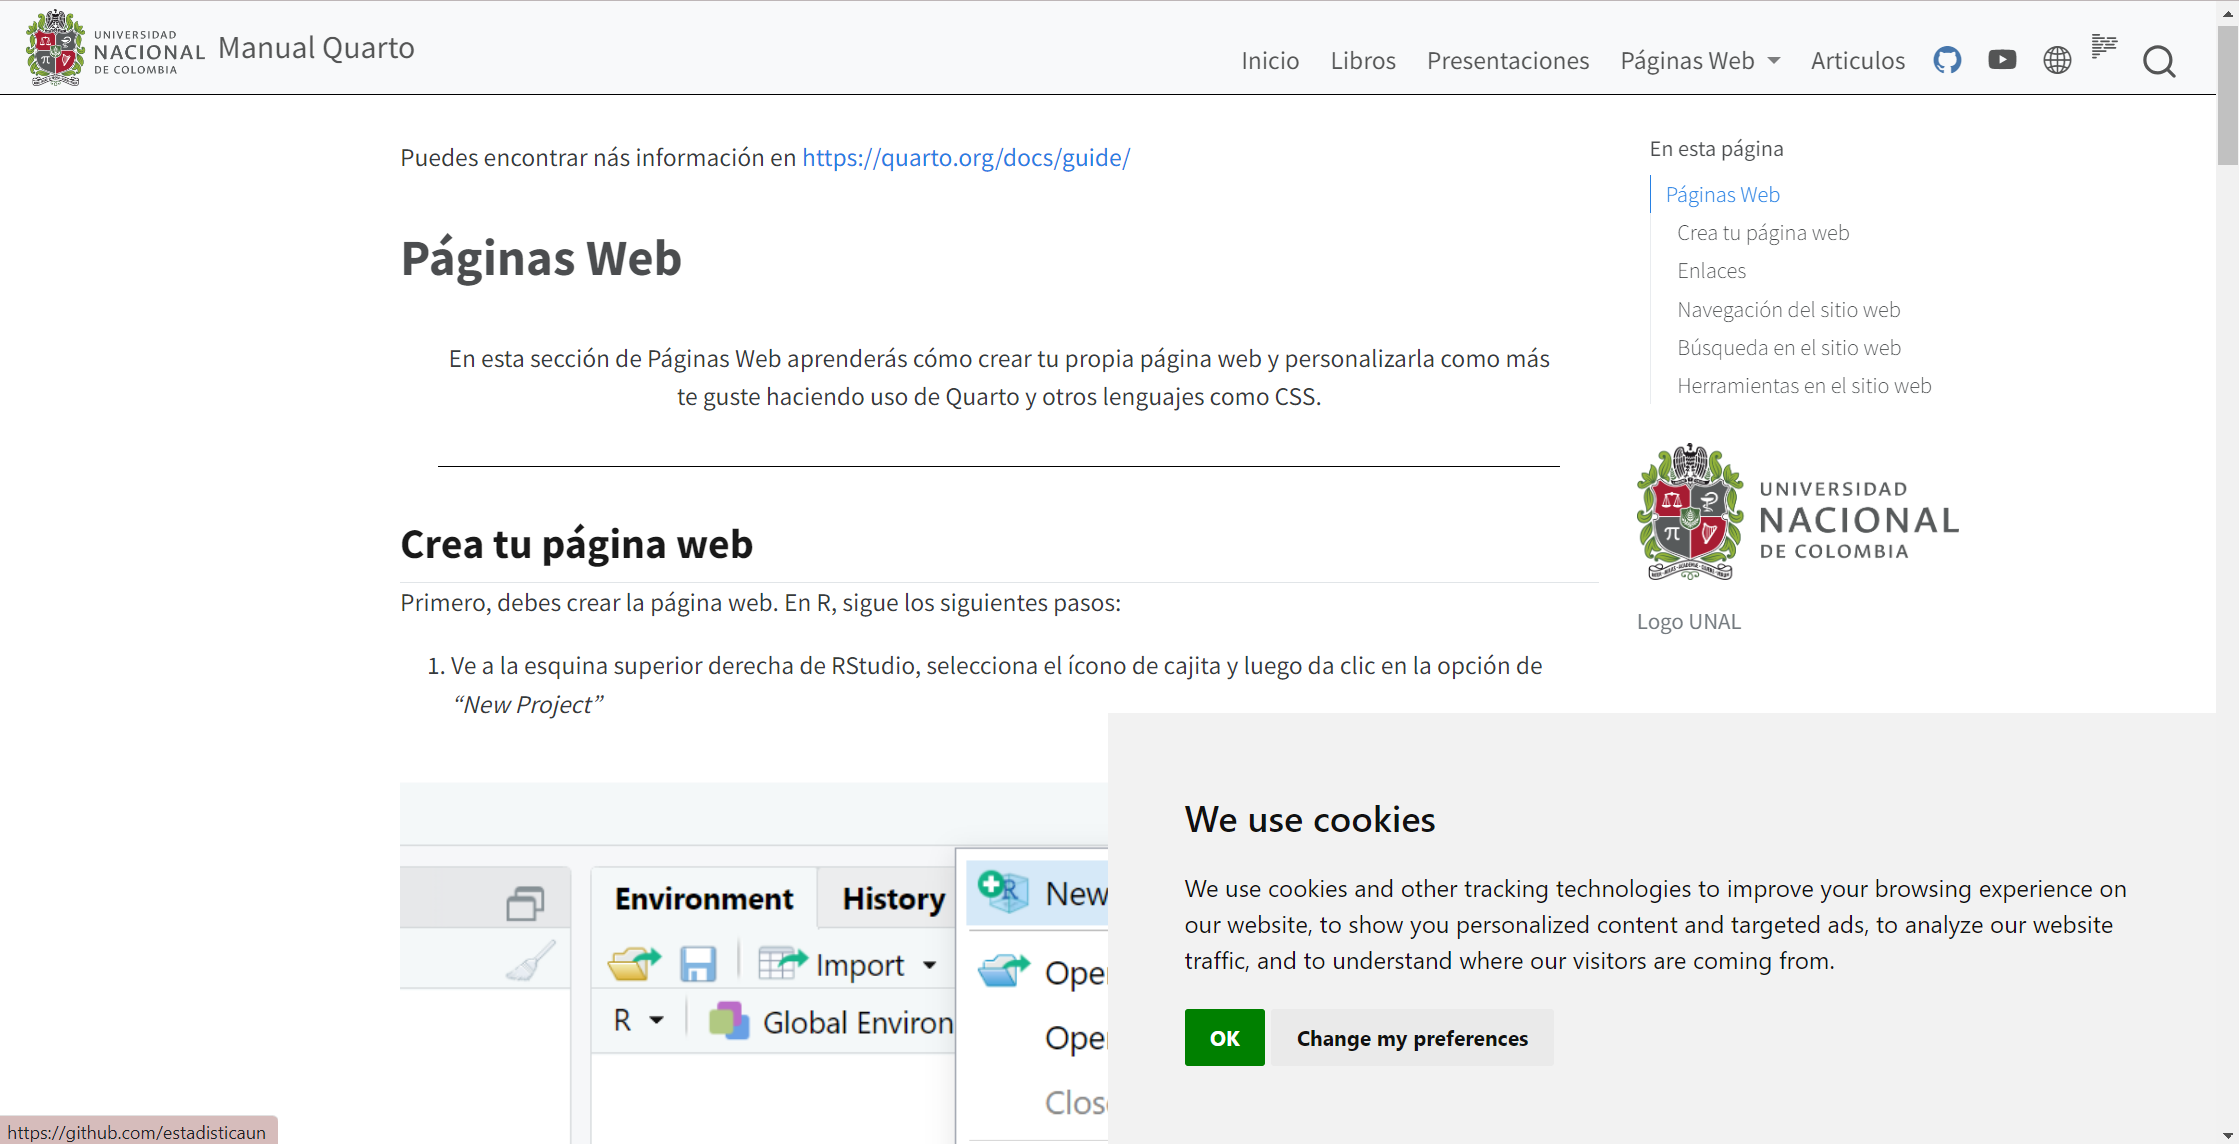 UNIVERSIDAD
NACIONAL
DE COLOMBIA
Manual Quarto
Inicio Libros Presentaciones Páginas Web Articulos
Puedes encontrar nás información en https://quarto.org/docs/guide/
Páginas Web
En esta sección de Páginas Web aprenderás cómo crear tu propia página web y personalizarla como más
te guste haciendo uso de Quarto y otros lenguajes como CSS.
Crea tu página web
Primero, debes crear la página web. En R, sigue los siguientes pasos:
1. Ve a la esquina superior derecha de RStudio, selecciona el ícono de cajita y luego da clic en la opción de
“New Project”
Environment History
Import
R Global Environ
New
Ope
Ope
Clos
En esta página
Páginas Web
Crea tu página web
Enlaces
Navegación del sitio web
Búsqueda en el sitio web
Herramientas en el sitio web
UNIVERSIDAD
NACIONAL
DE COLOMBIA
Logo UNAL
We use cookies
We use cookies and other tracking technologies to improve your browsing experience on
our website, to show you personalized content and targeted ads, to analyze our website
traffic, and to understand where our visitors are coming from.
OK Change my preferences
https://github.com/estadisticaun